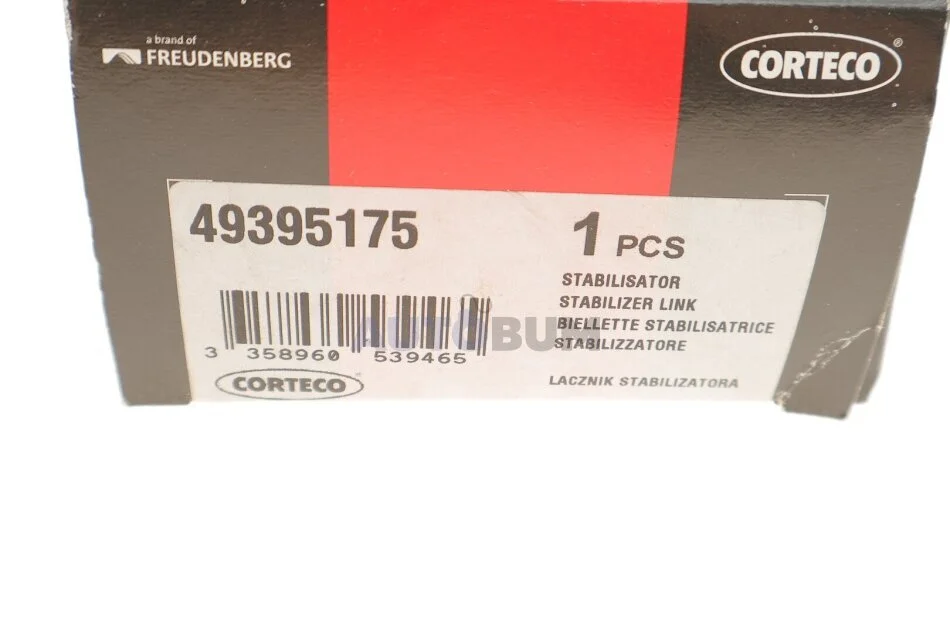 a brand of
FREUDENBERG
CORTECO®
49395175
1 PCS
STABILISATOR
STABILIZER LINK
BIELLETTE STABILISATRICE
STABILIZZATORE
LACZNIK STABILIZATORA
3 358960 539465
CORTECO
AUTOBUM